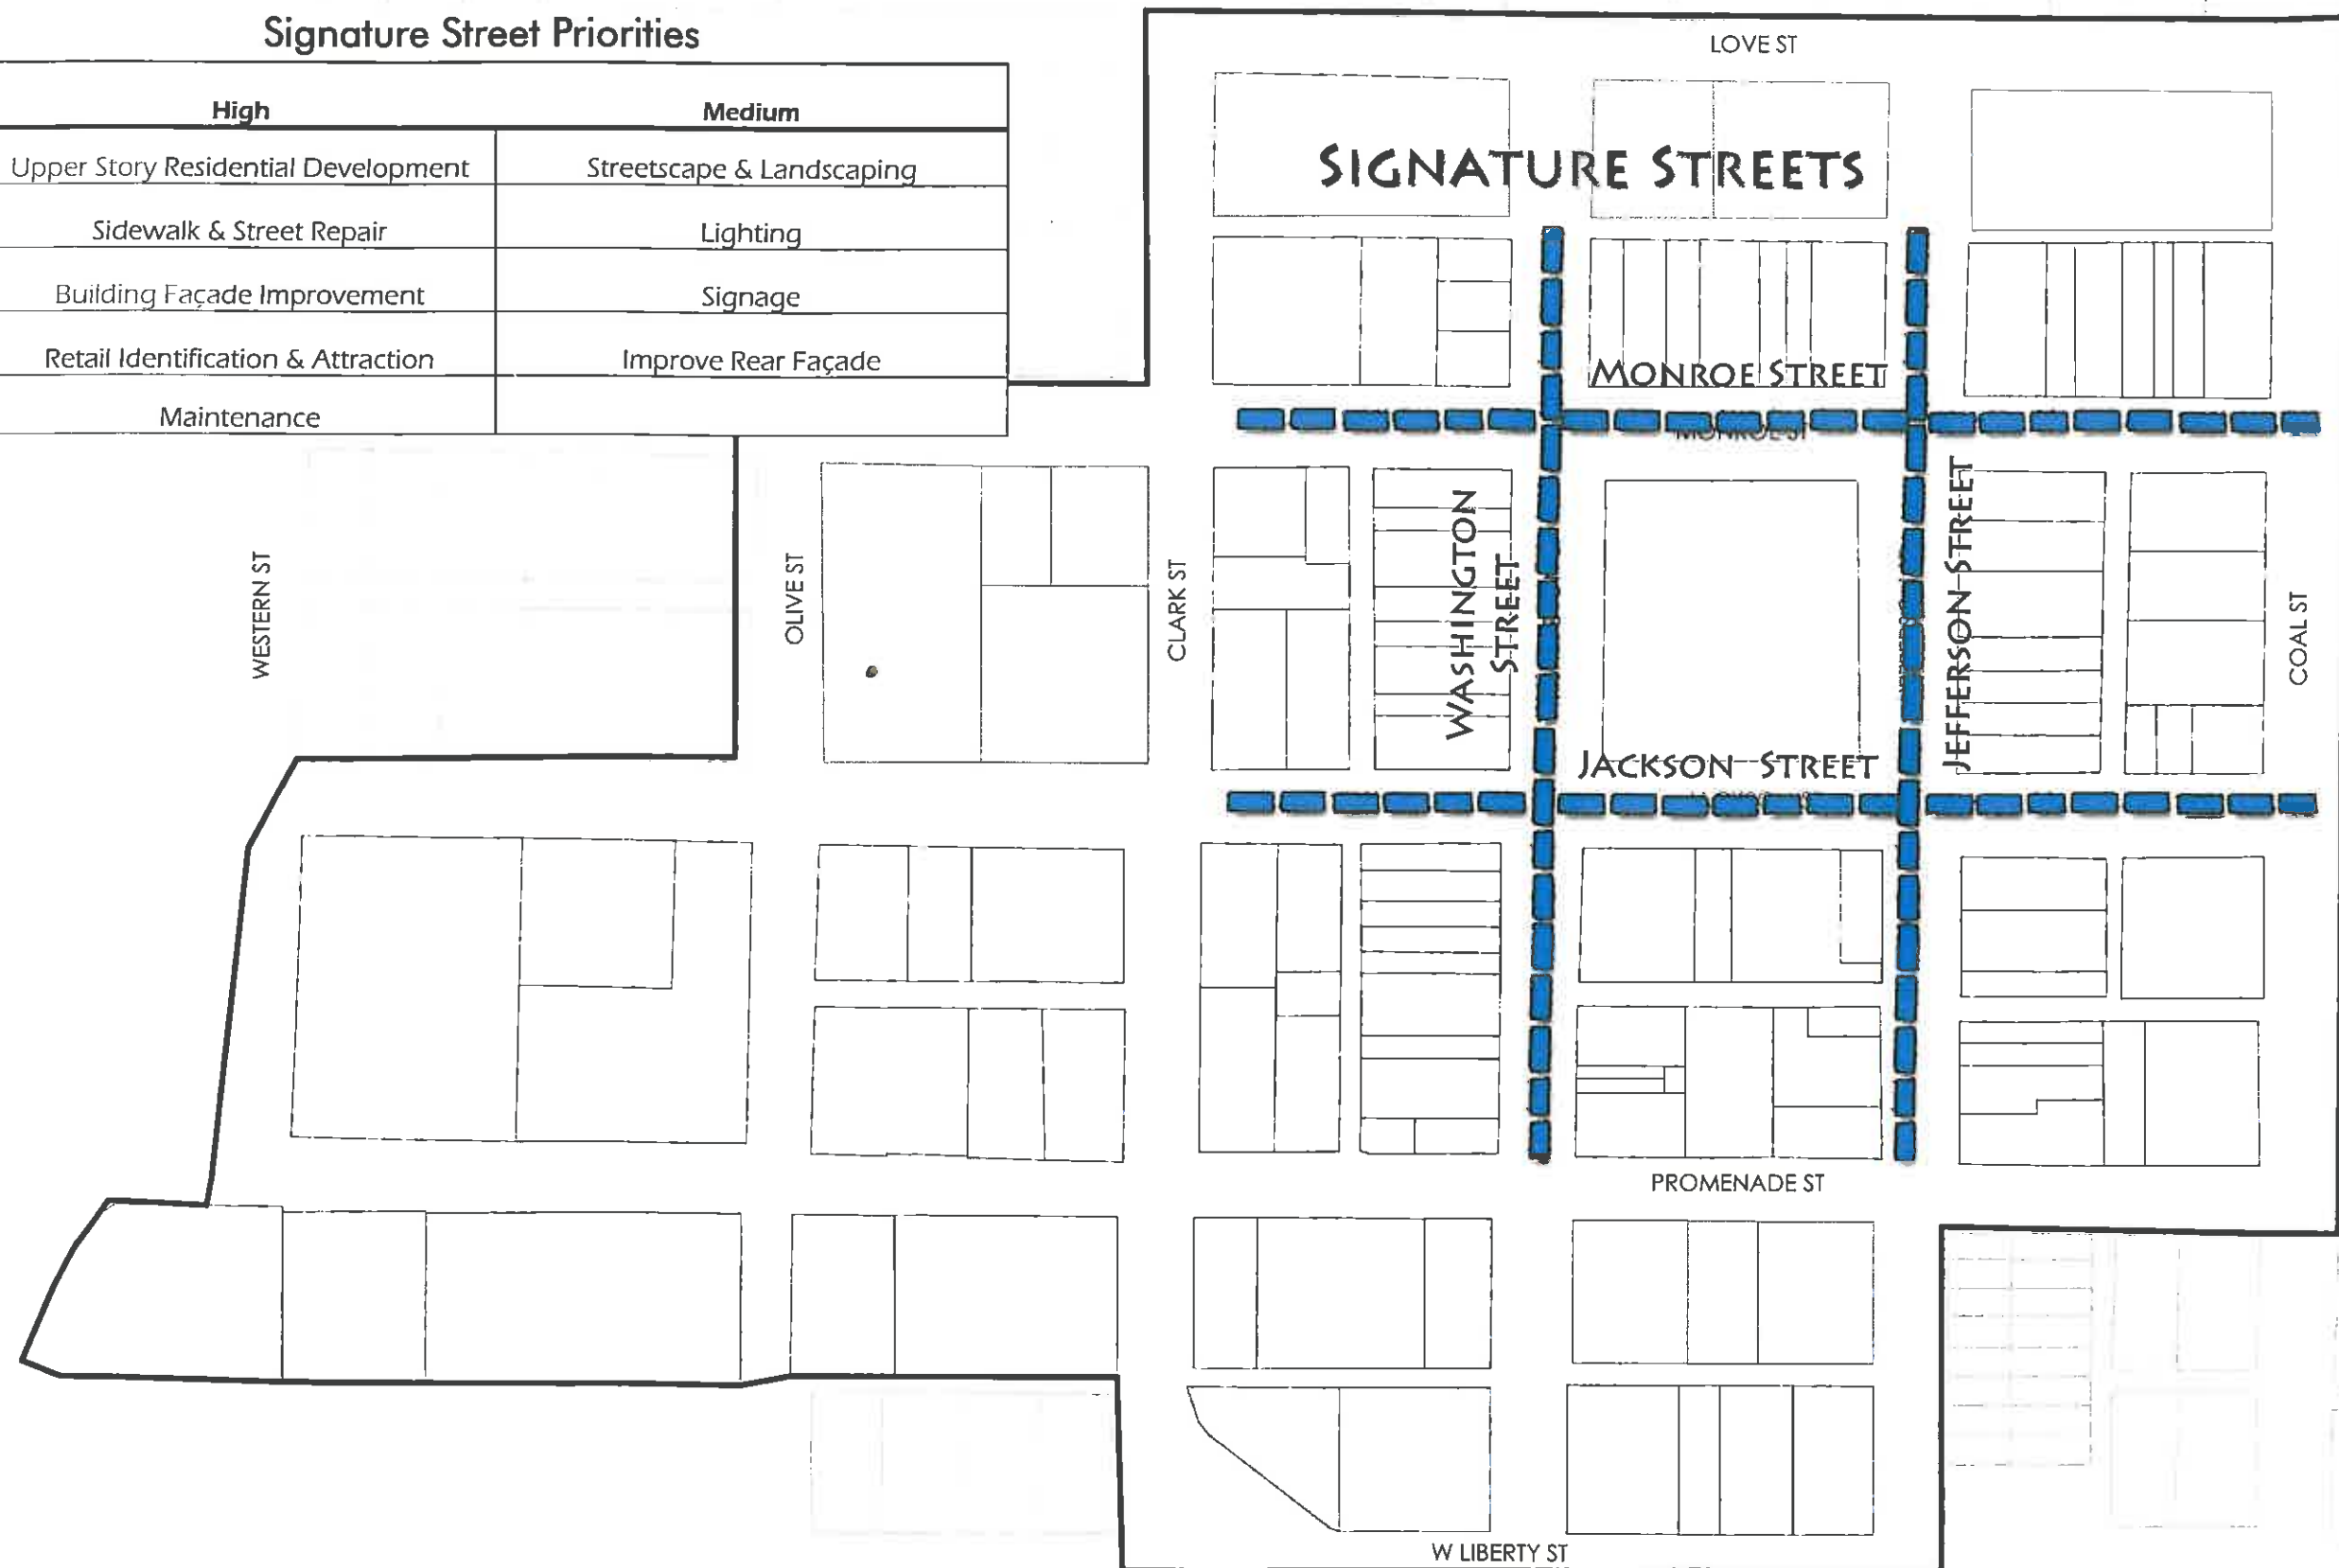 Signature Street Priorities
High Medium
Upper Story Residential Development Streetscape & Landscaping
Sidewalk & Street Repair Lighting
Building Façade Improvement Signage
Retail Identification & Attraction Improve Rear Façade
Maintenance
LOVE ST
SIGNATURE STREETS
MONROE STREET
MONROE ST
WESTERN ST
OLIVE ST
CLARK ST
WASHINGTON
STREET
JEFFERSON STREET
COAL ST
JACKSON STREET
PROMENADE ST
W LIBERTY ST